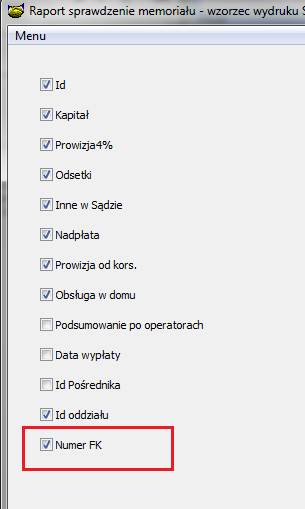 Raport sprawdzenie memoriału - wzorzec wydruku
Menu
Id
Kapitał
Prowizja4%
Odsetki
Inne w Sądzie
Nadpłata
Prowizja od kors.
Obsługa w domu
Podsumowanie po operatorach
Data wypłaty
Id Pośrednika
Id oddziału
Numer FK